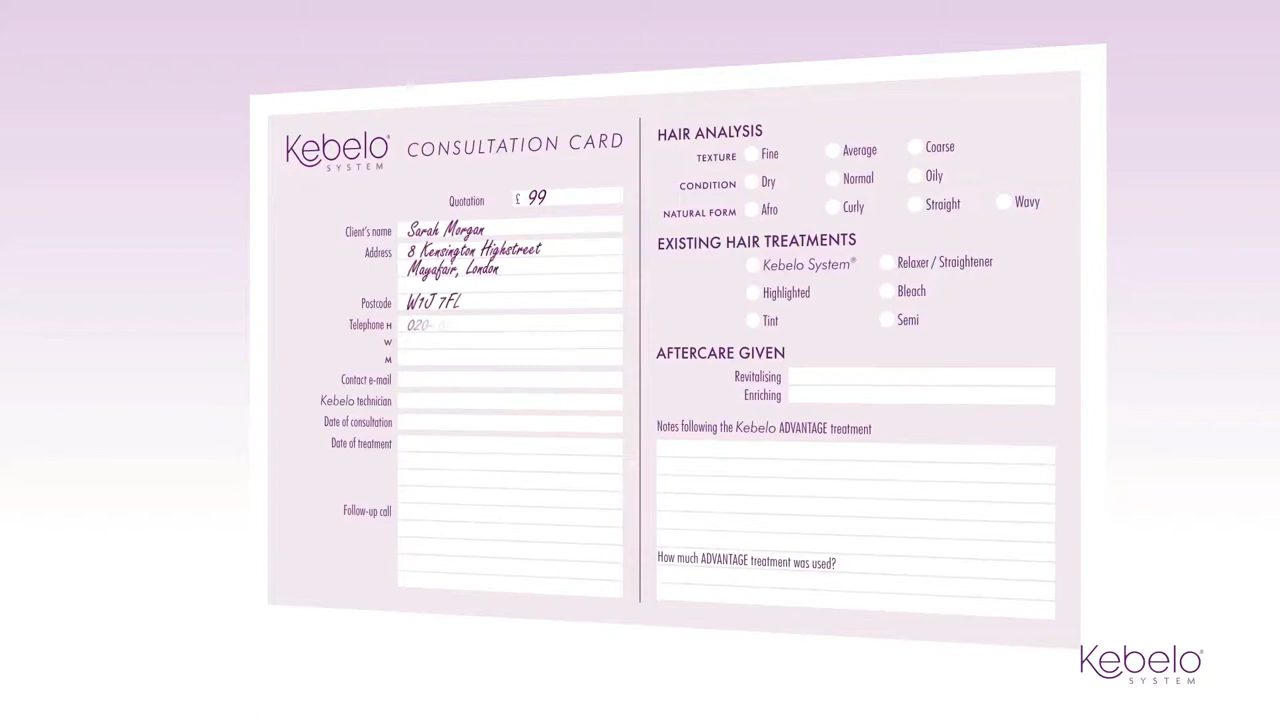 Kebelo® SYSTEM CONSULTATION CARD
Quotation £ 99
Client's name Sarah Morgan
Address 8 Kensington Highstreet
Mayafair, London
Postcode W1J 7FL
Telephone H 020-
W
M
Contact e-mail
Kebelo technician
Date of consultation
Date of treatment
Follow-up call
HAIR ANALYSIS
TEXTURE Fine Average Coarse
CONDITION Dry Normal Oily
NATURAL FORM Afro Curly Straight Wavy
EXISTING HAIR TREATMENTS
Kebelo System® Relaxer / Straightener
Highlighted Bleach
Tint Semi
AFTERCARE GIVEN
Revitalising
Enriching
Notes following the Kebelo ADVANTAGE treatment
How much ADVANTAGE treatment was used?
Kebelo®
SYSTEM